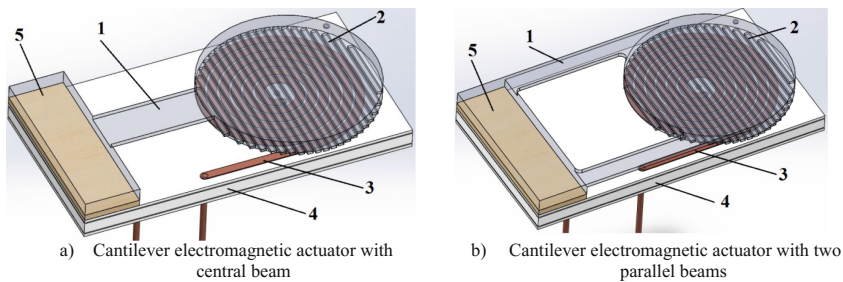 5
1
2
3
4
a) Cantilever electromagnetic actuator with
central beam
5
1
2
3
4
b) Cantilever electromagnetic actuator with two
parallel beams